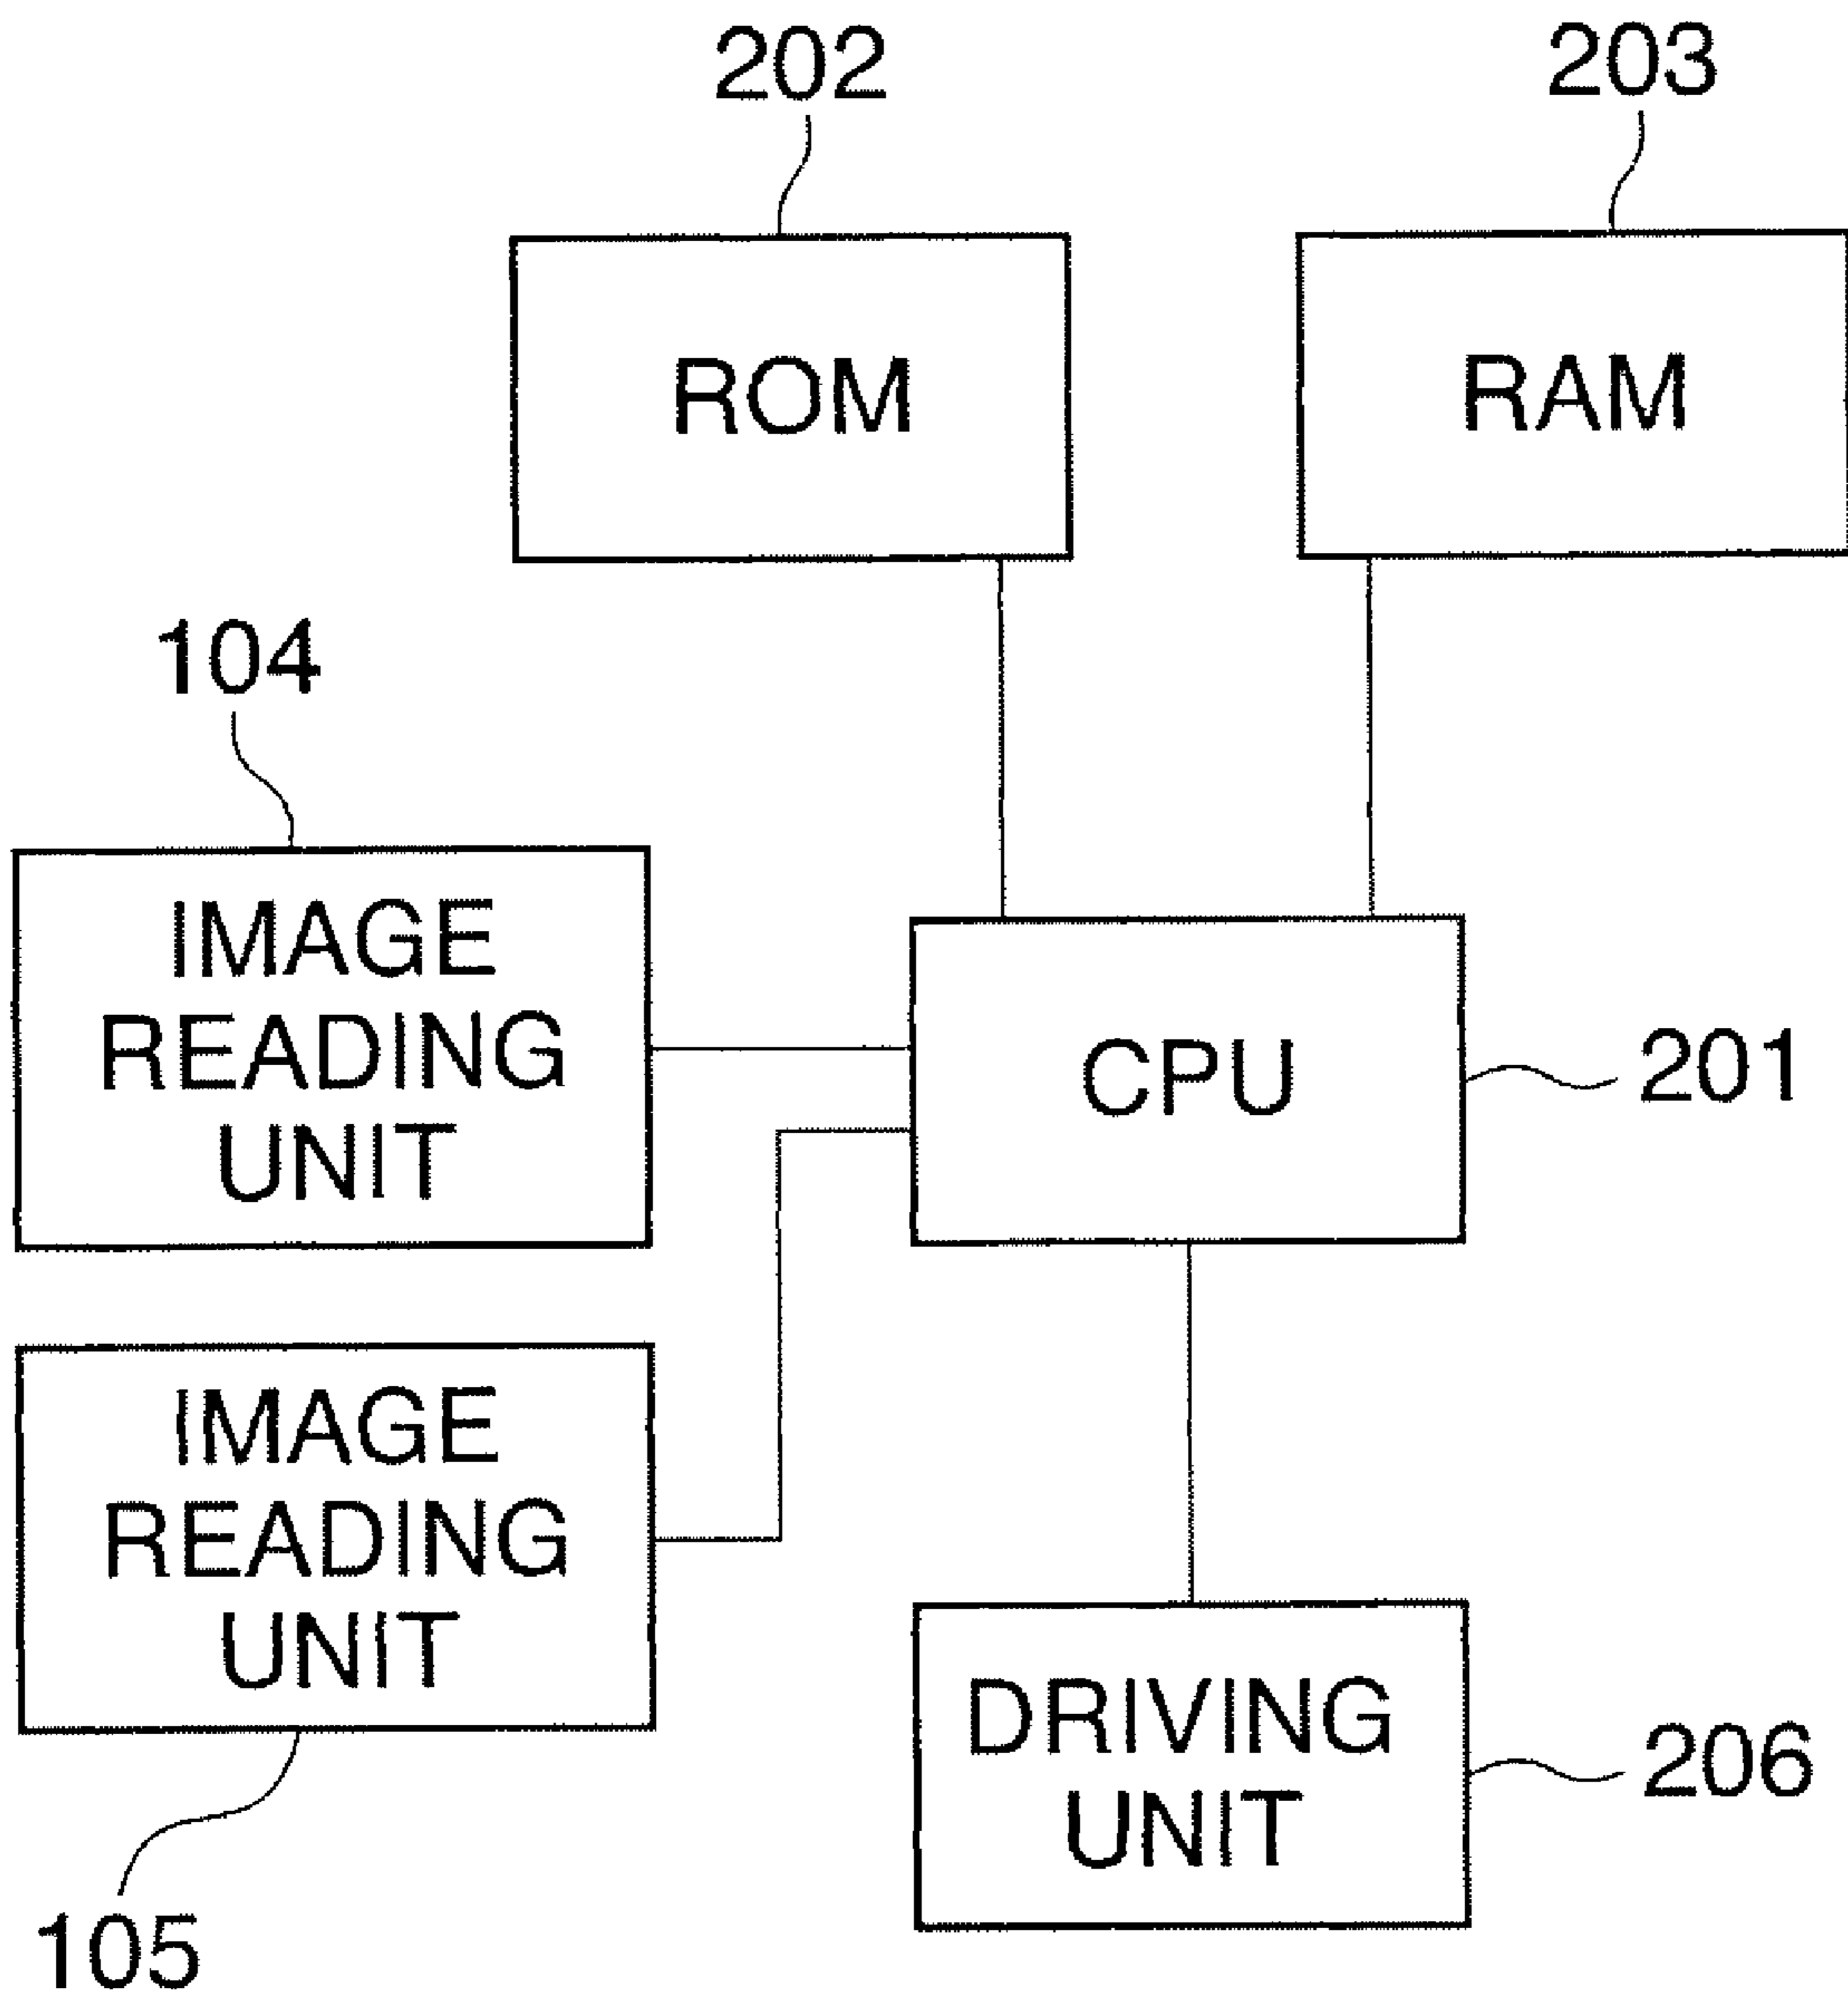 202
203
ROM
RAM
104
IMAGE
READING
UNIT
CPU
201
IMAGE
READING
UNIT
DRIVING
UNIT
206
105